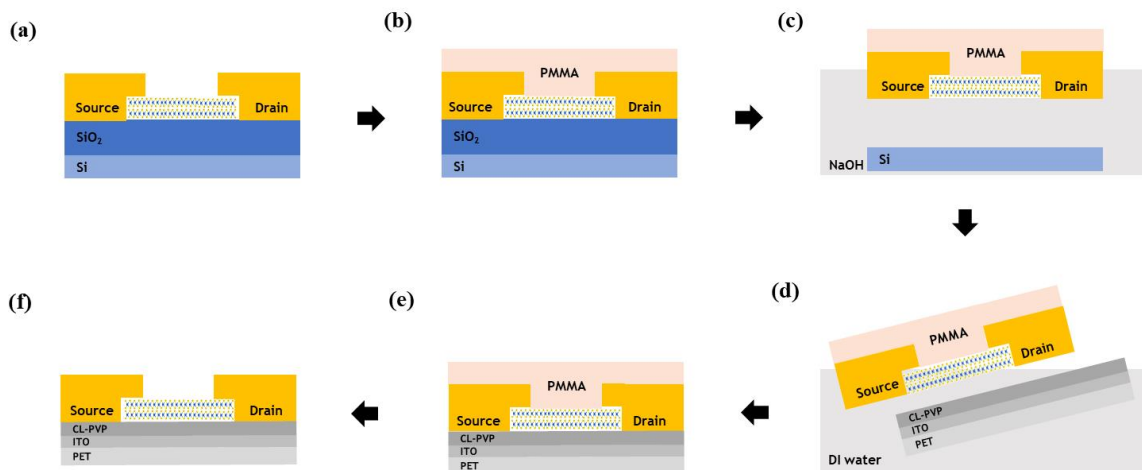 (a)
Source
Drain
SiO₂
Si
(b)
PMMA
Source
Drain
SiO₂
Si
(c)
PMMA
Source
Drain
Si
NaOH
(d)
PMMA
Source
Drain
CL-PVP
ITO
PET
DI water
(e)
PMMA
Source
Drain
CL-PVP
ITO
PET
(f)
Source
Drain
CL-PVP
ITO
PET